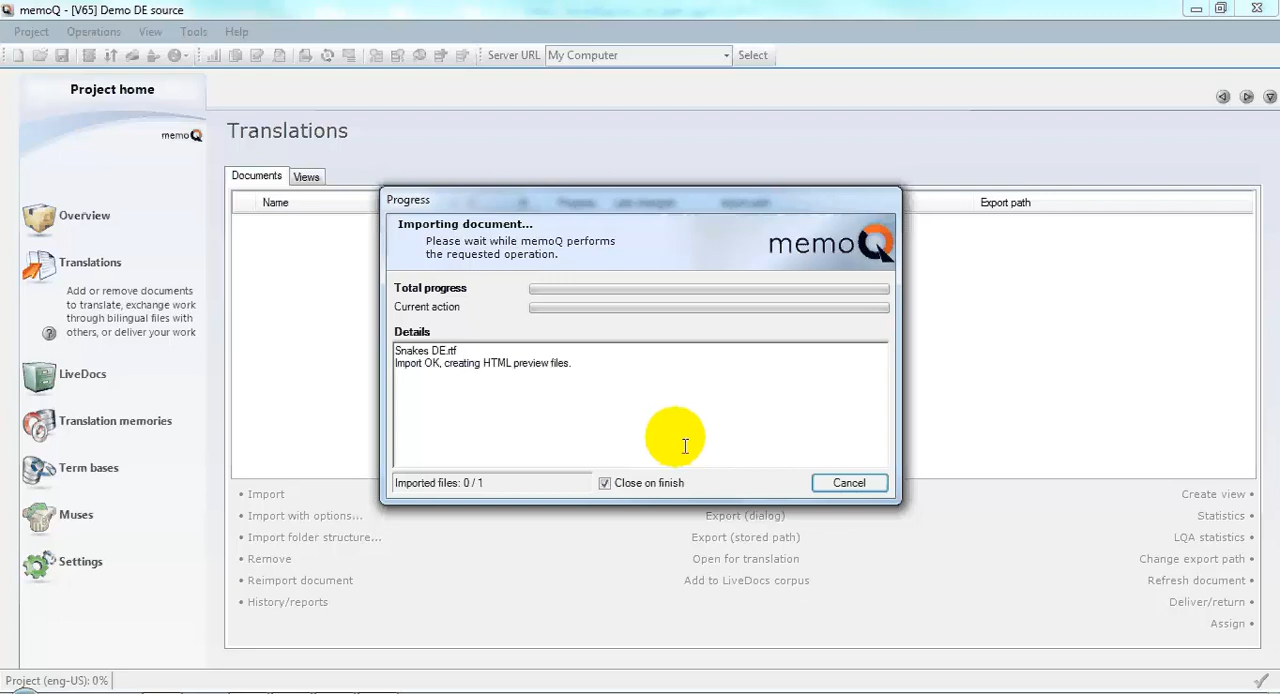 memoQ - [V65] Demo DE source
Project Operations View Tools Help
Server URL My Computer Select
Project home
memoQ
Translations
Documents Views
Name Export path
Overview
Translations
Add or remove documents
to translate, exchange work
through bilingual files with
others, or deliver your work
LiveDocs
Translation memories
Term bases
Muses
Settings
Progress
Importing document...
Please wait while memoQ performs
the requested operation.
memoQ
Total progress
Current action
Details
Snakes DE.rtf
Import OK, creating HTML preview files.
Imported files: 0 / 1
Close on finish
Cancel
• Import
• Import with options...
• Import folder structure...
• Remove
• Reimport document
• History/reports
Export (dialog)
Export (stored path)
Open for translation
Add to LiveDocs corpus
Create view •
Statistics •
LQA statistics •
Change export path •
Refresh document •
Deliver/return •
Assign •
Project (eng-US): 0%